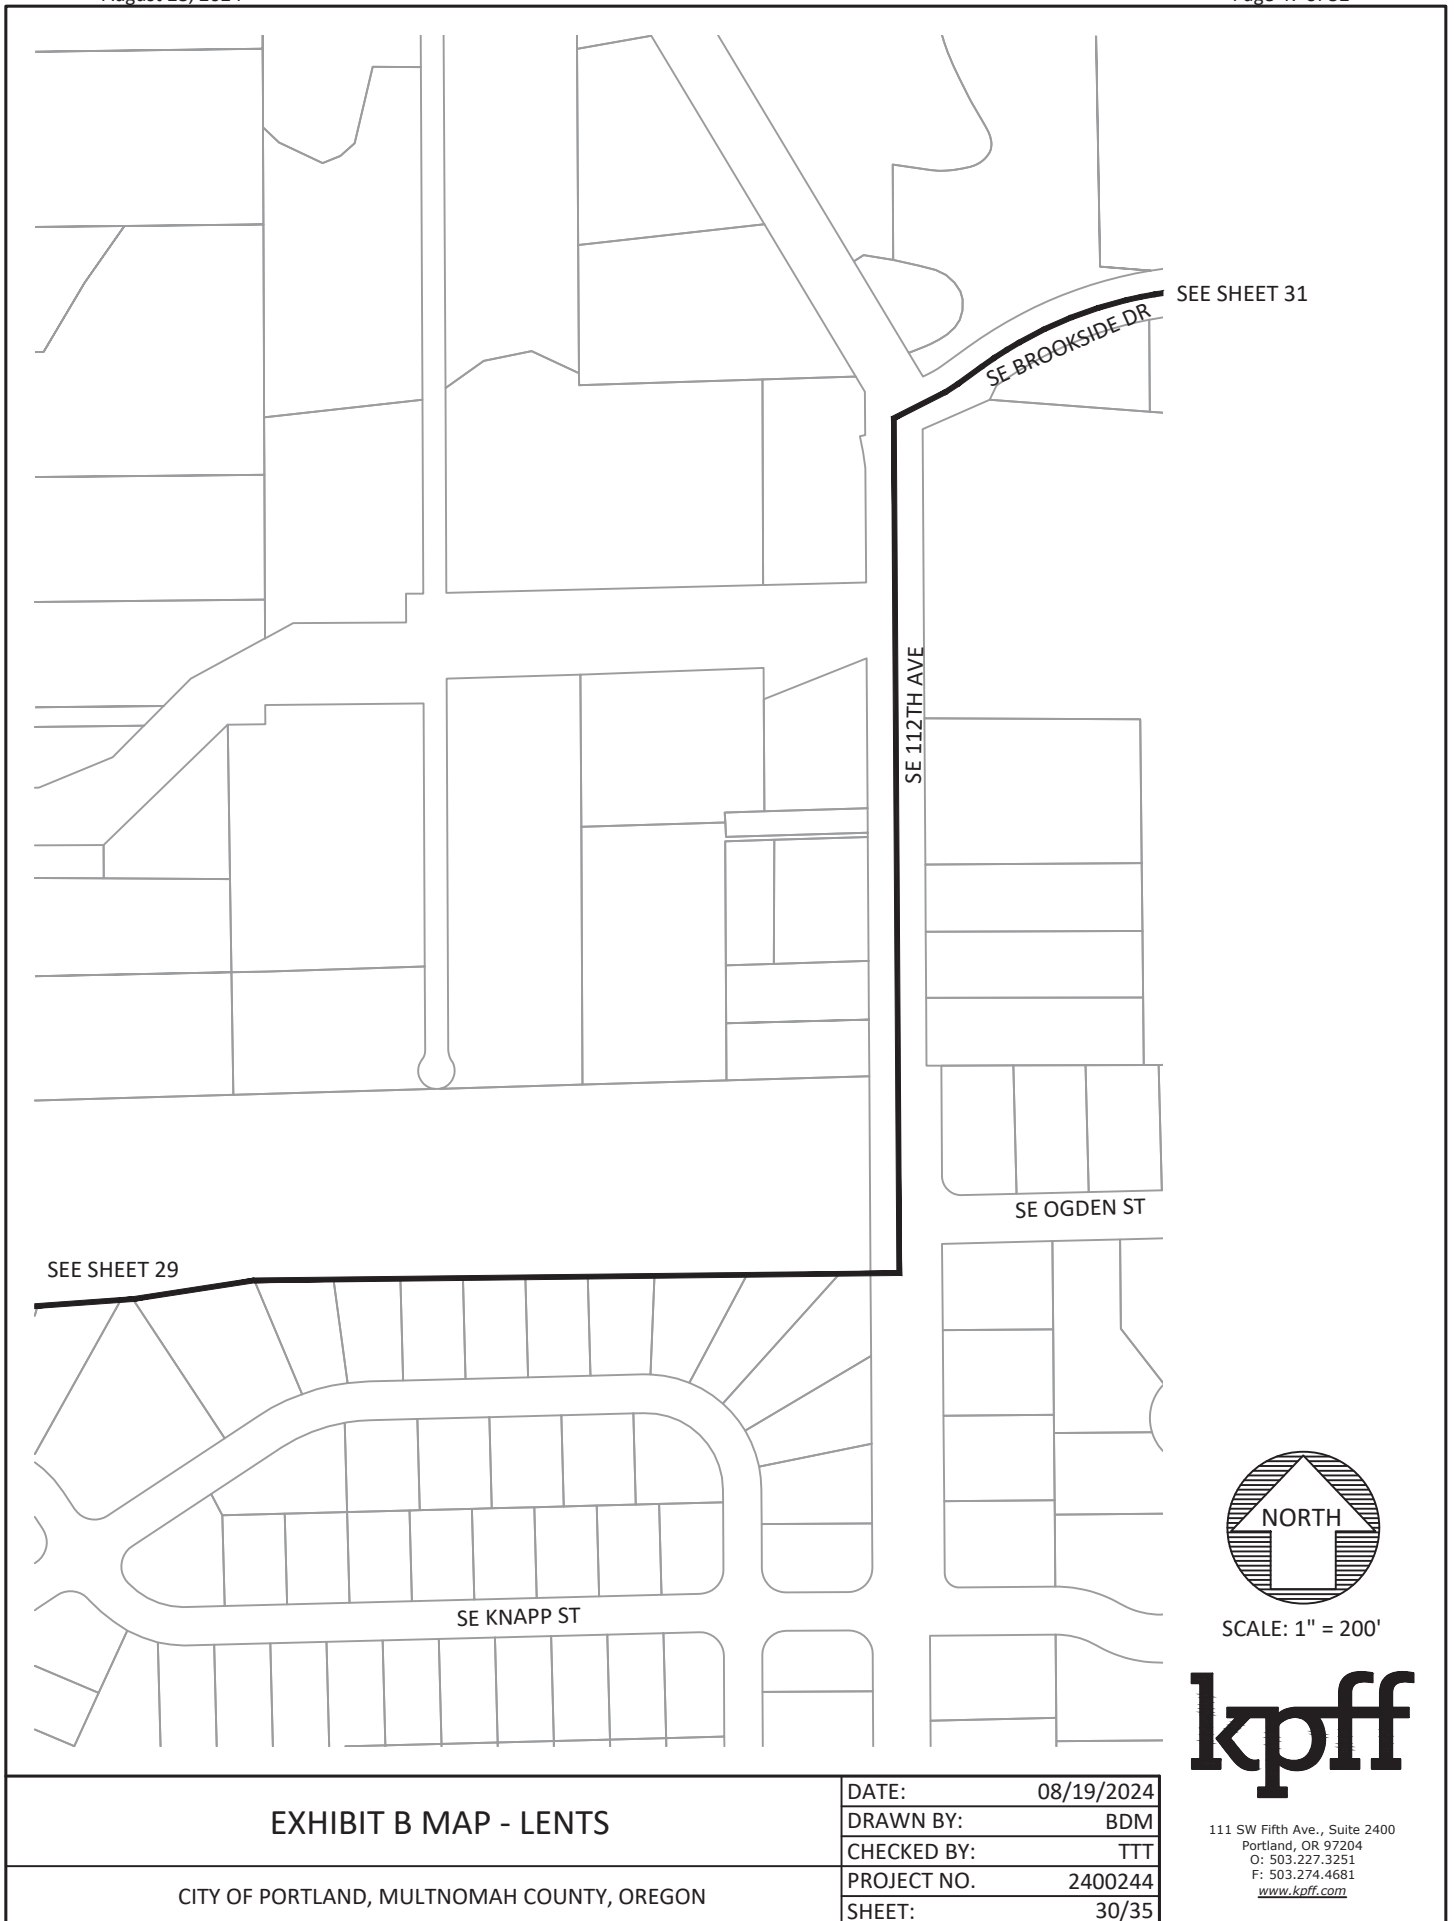 SEE SHEET 31
SE BROOKSIDE DR
SE 112TH AVE
SE OGDEN ST
SEE SHEET 29
SE KNAPP ST
NORTH
SCALE: 1" = 200'
kpff
111 SW Fifth Ave., Suite 2400
Portland, OR 97204
O: 503.227.3251
F: 503.274.4681
www.kpff.com
EXHIBIT B MAP - LENTS
CITY OF PORTLAND, MULTNOMAH COUNTY, OREGON
DATE: 08/19/2024
DRAWN BY: BDM
CHECKED BY: TTT
PROJECT NO. 2400244
SHEET: 30/35